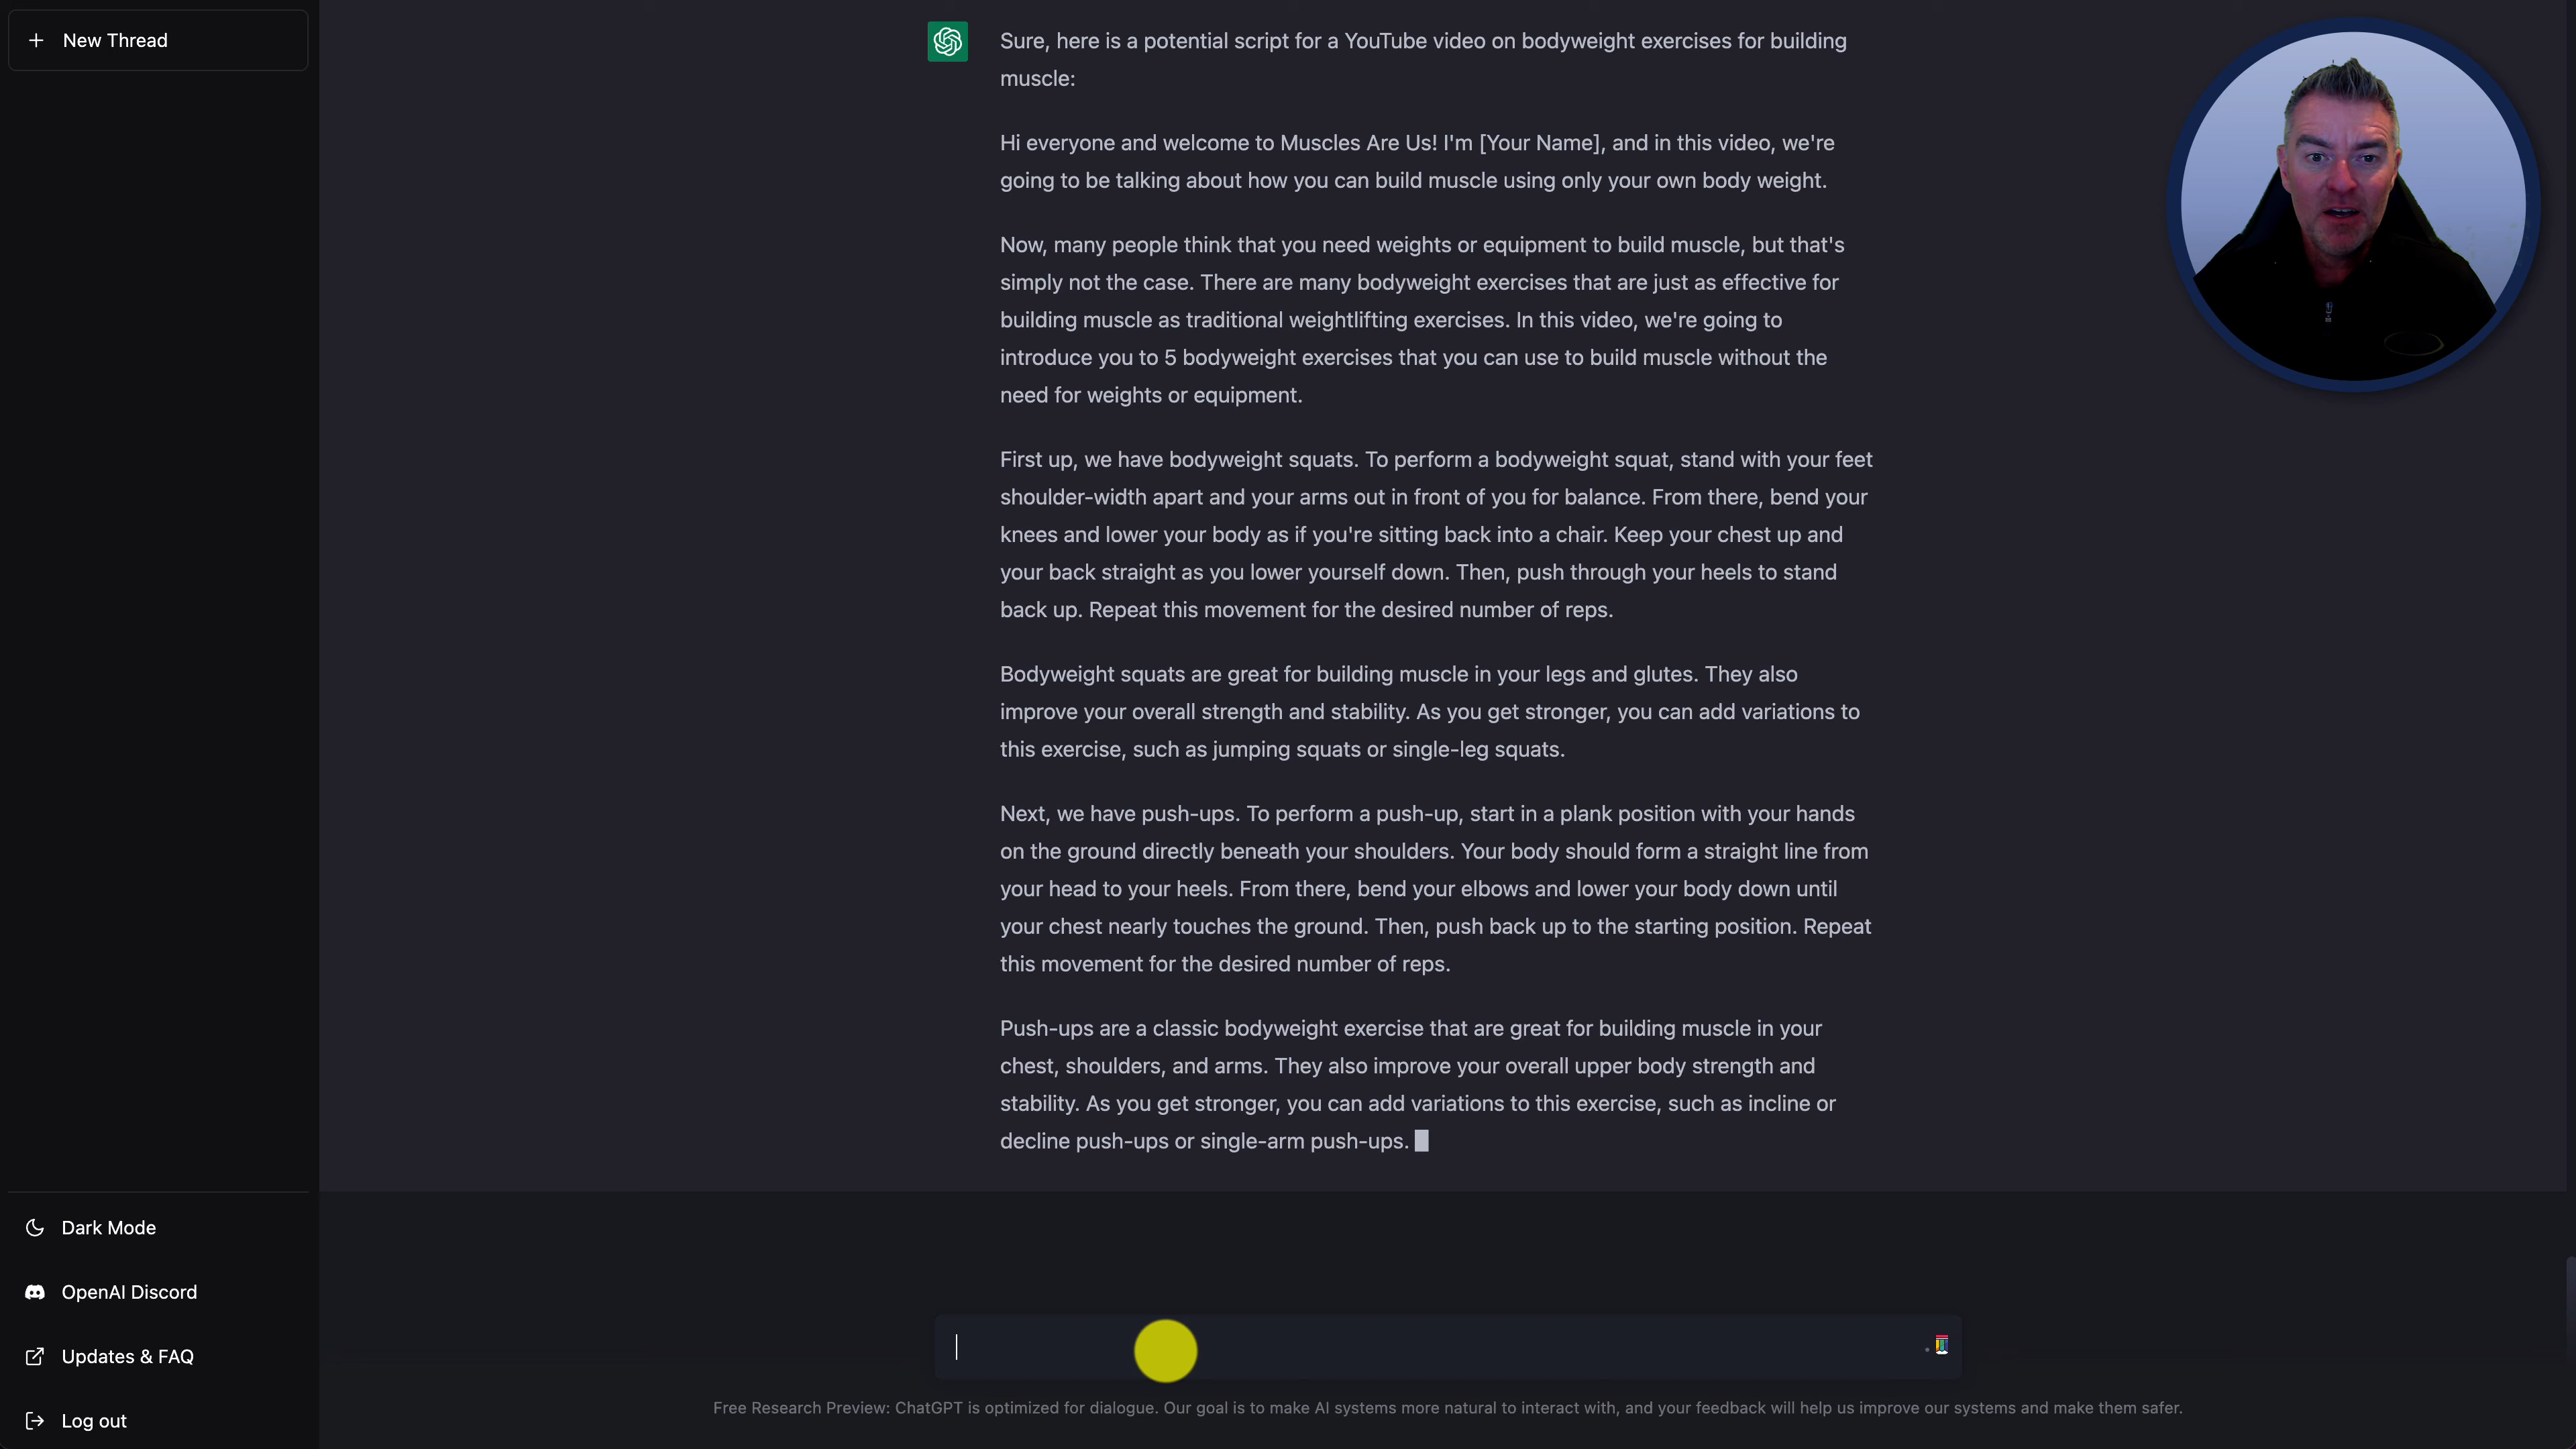 New Thread
Sure, here is a potential script for a YouTube video on bodyweight exercises for building
muscle:
Hi everyone and welcome to Muscles Are Us! I'm [Your Name], and in this video, we're
going to be talking about how you can build muscle using only your own body weight.
Now, many people think that you need weights or equipment to build muscle, but that's
simply not the case. There are many bodyweight exercises that are just as effective for
building muscle as traditional weightlifting exercises. In this video, we're going to
introduce you to 5 bodyweight exercises that you can use to build muscle without the
need for weights or equipment.
First up, we have bodyweight squats. To perform a bodyweight squat, stand with your feet
shoulder-width apart and your arms out in front of you for balance. From there, bend your
knees and lower your body as if you're sitting back into a chair. Keep your chest up and
your back straight as you lower yourself down. Then, push through your heels to stand
back up. Repeat this movement for the desired number of reps.
Bodyweight squats are great for building muscle in your legs and glutes. They also
improve your overall strength and stability. As you get stronger, you can add variations to
this exercise, such as jumping squats or single-leg squats.
Next, we have push-ups. To perform a push-up, start in a plank position with your hands
on the ground directly beneath your shoulders. Your body should form a straight line from
your head to your heels. From there, bend your elbows and lower your body down until
your chest nearly touches the ground. Then, push back up to the starting position. Repeat
this movement for the desired number of reps.
Push-ups are a classic bodyweight exercise that are great for building muscle in your
chest, shoulders, and arms. They also improve your overall upper body strength and
stability. As you get stronger, you can add variations to this exercise, such as incline or
decline push-ups or single-arm push-ups.
Dark Mode
OpenAI Discord
Updates & FAQ
Log out
Free Research Preview: ChatGPT is optimized for dialogue. Our goal is to make AI systems more natural to interact with, and your feedback will help us improve our systems and make them safer.